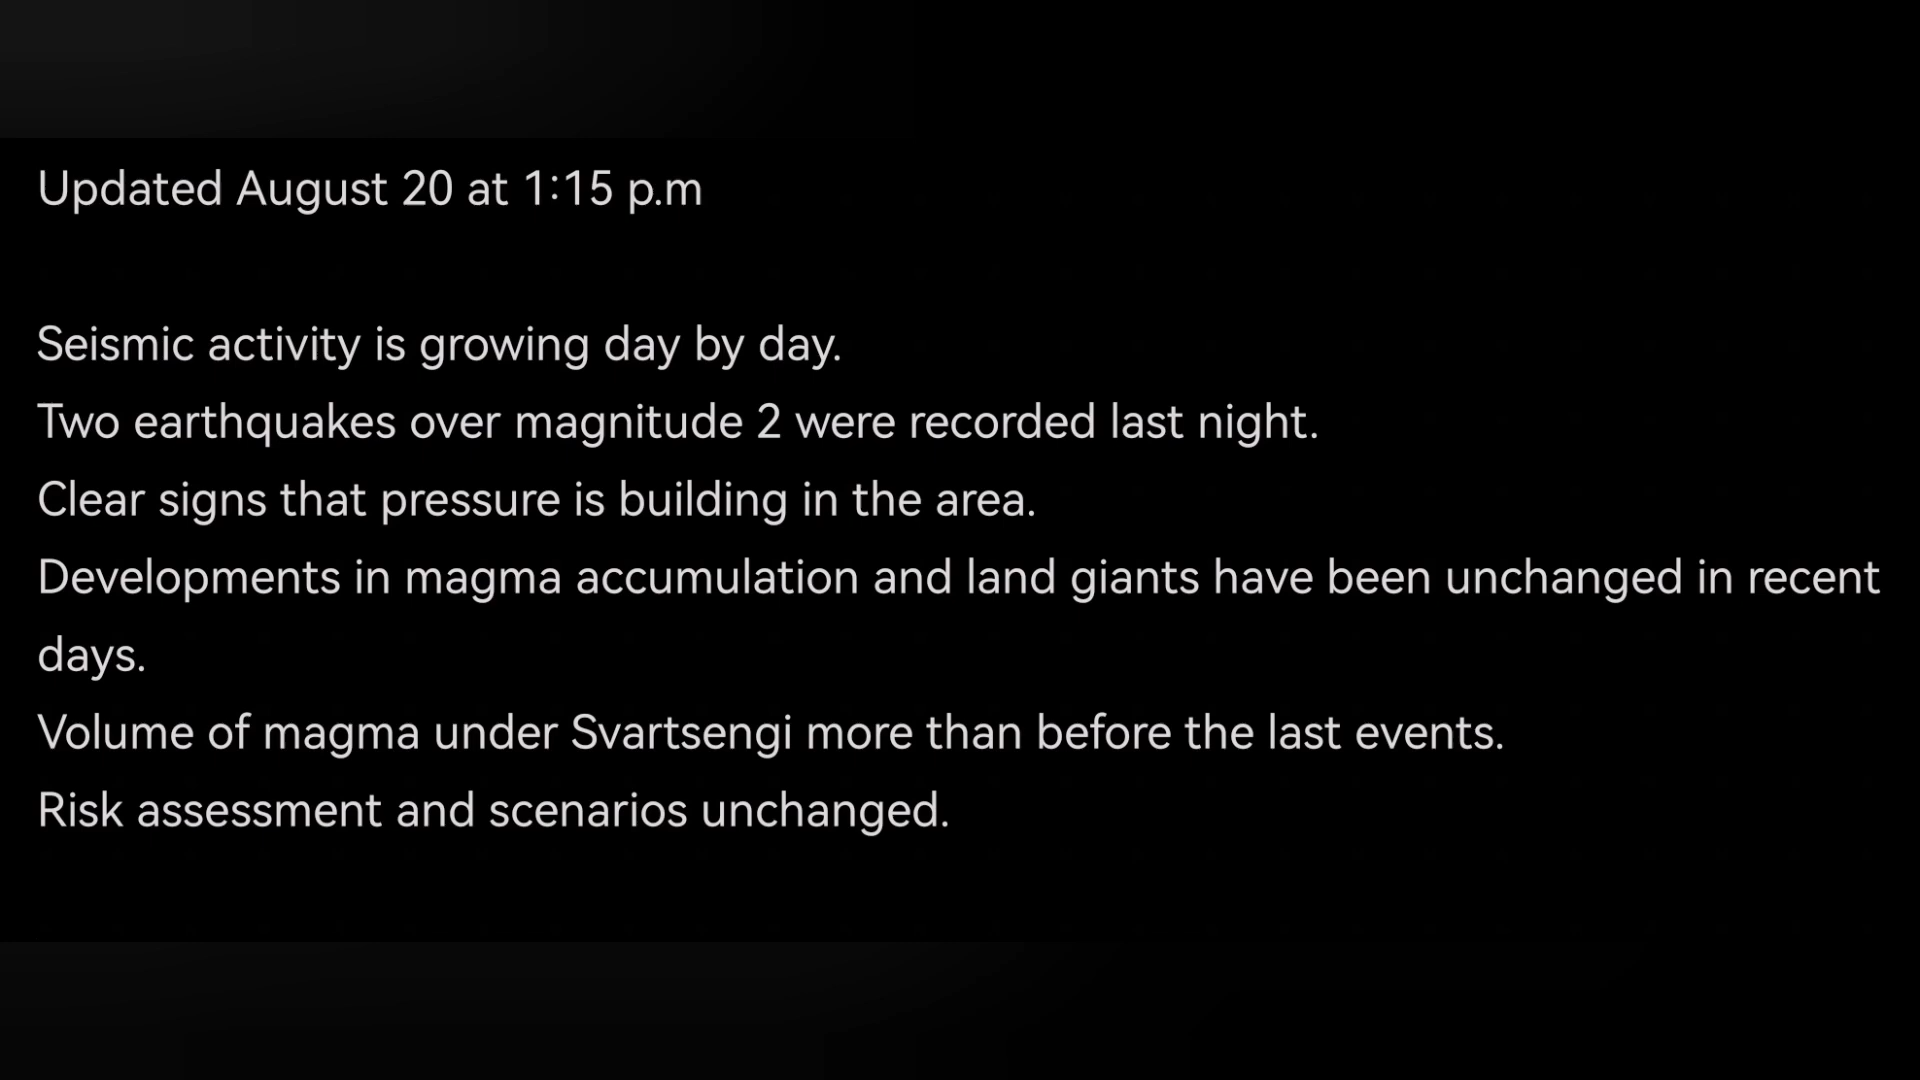 Updated August 20 at 1:15 p.m
Seismic activity is growing day by day.
Two earthquakes over magnitude 2 were recorded last night.
Clear signs that pressure is building in the area.
Developments in magma accumulation and land giants have been unchanged in recent
days.
Volume of magma under Svartsengi more than before the last events.
Risk assessment and scenarios unchanged.